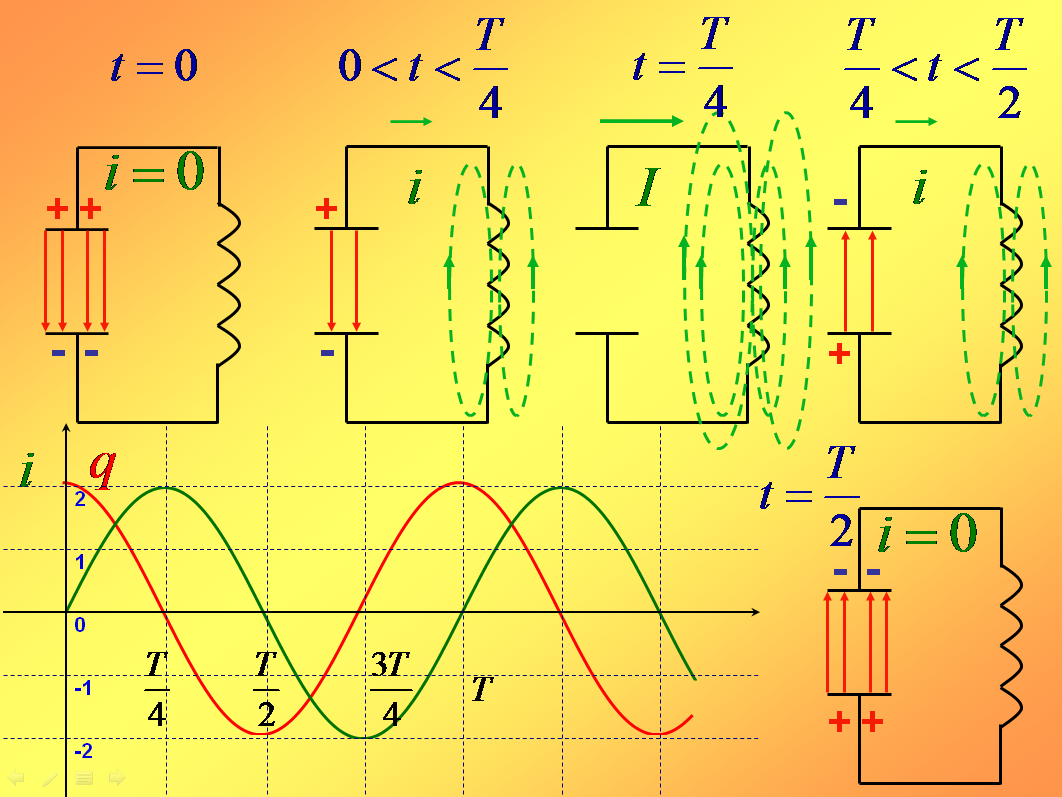 t = 0
0 < t < T/4
t = T/4
T/4 < t < T/2
i = 0
i
I
i
+ +
+
-
- -
-
+
i
q
2
1
0
-1
-2
T/4
T/2
3T/4
T
t = T/2
i = 0
- -
+ +